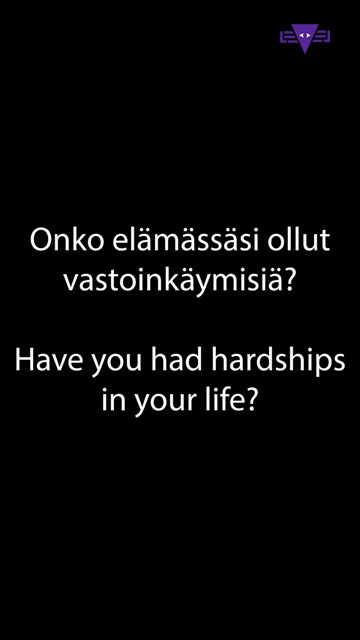 Onko elämässäsi ollut
vastoinkäymisiä?
Have you had hardships
in your life?